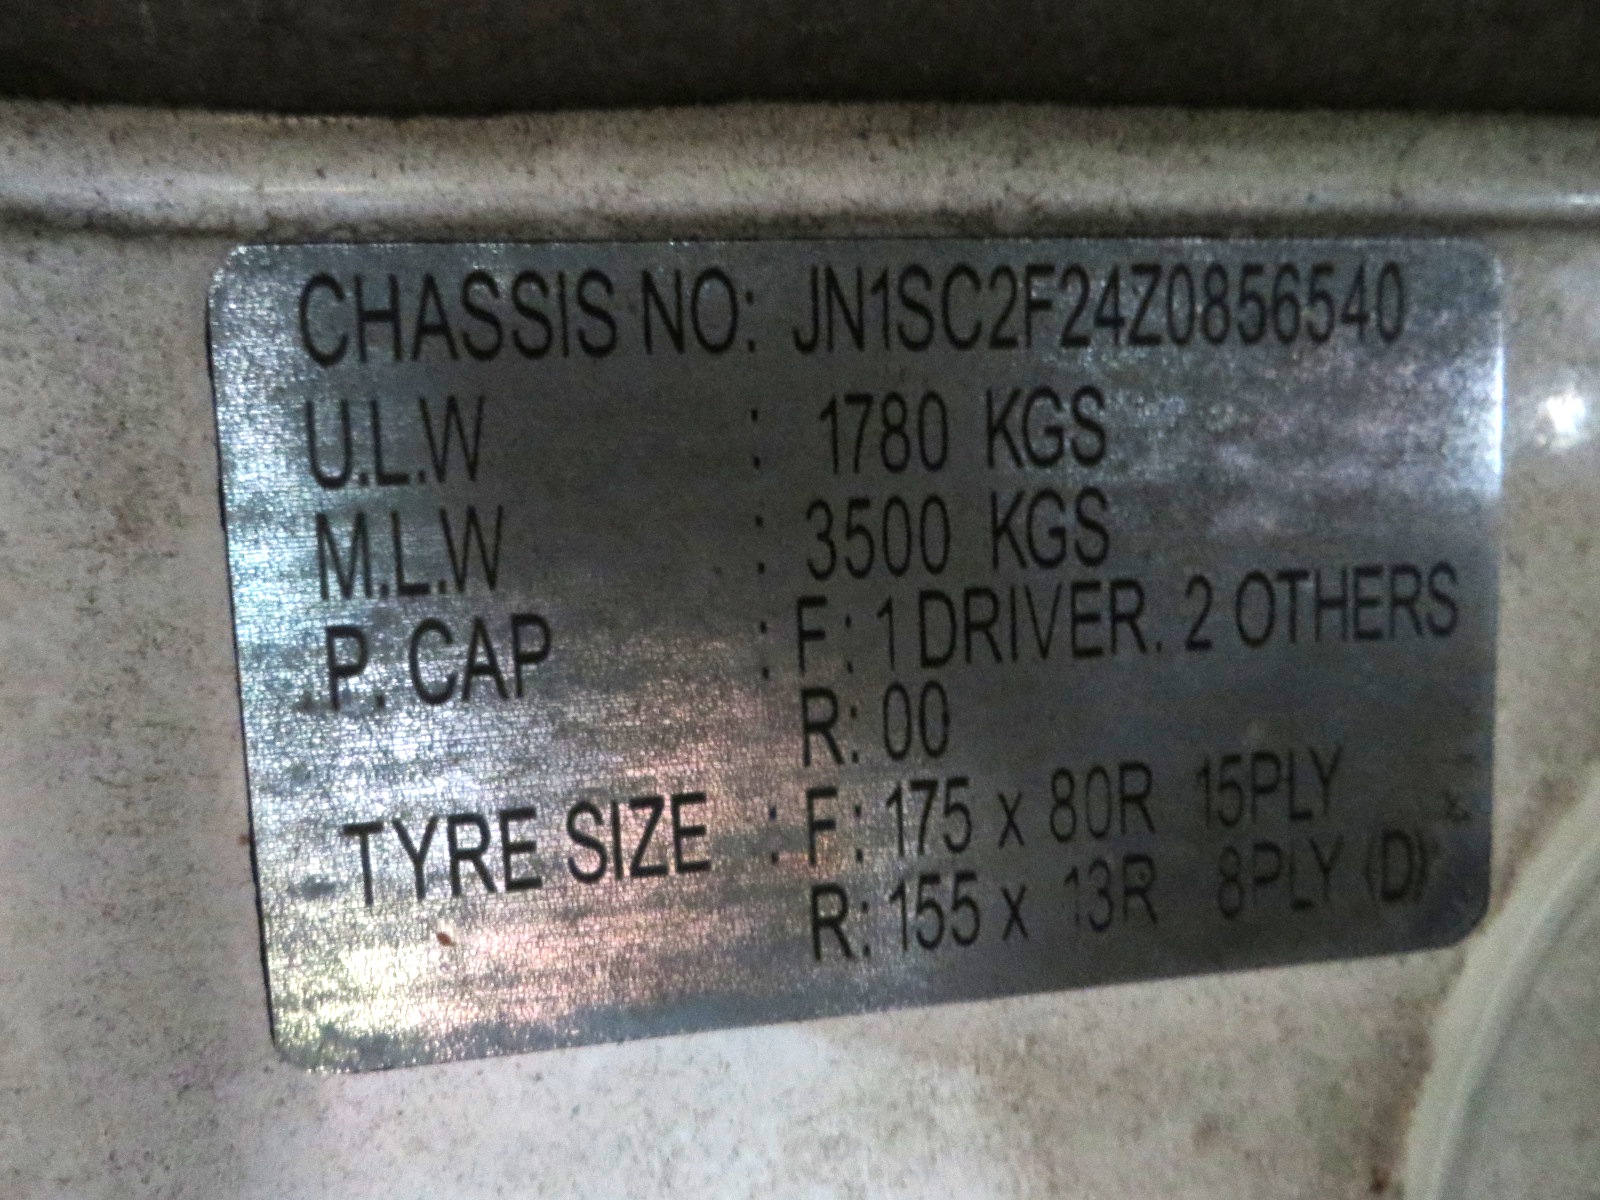 CHASSIS NO: JN1SC2F24Z0856540
U.L.W : 1780 KGS
M.L.W : 3500 KGS
P. CAP : F: 1 DRIVER. 2 OTHERS
R: 00
TYRE SIZE : F: 175 x 80R 15PLY
R: 155 x 13R 8PLY (D)